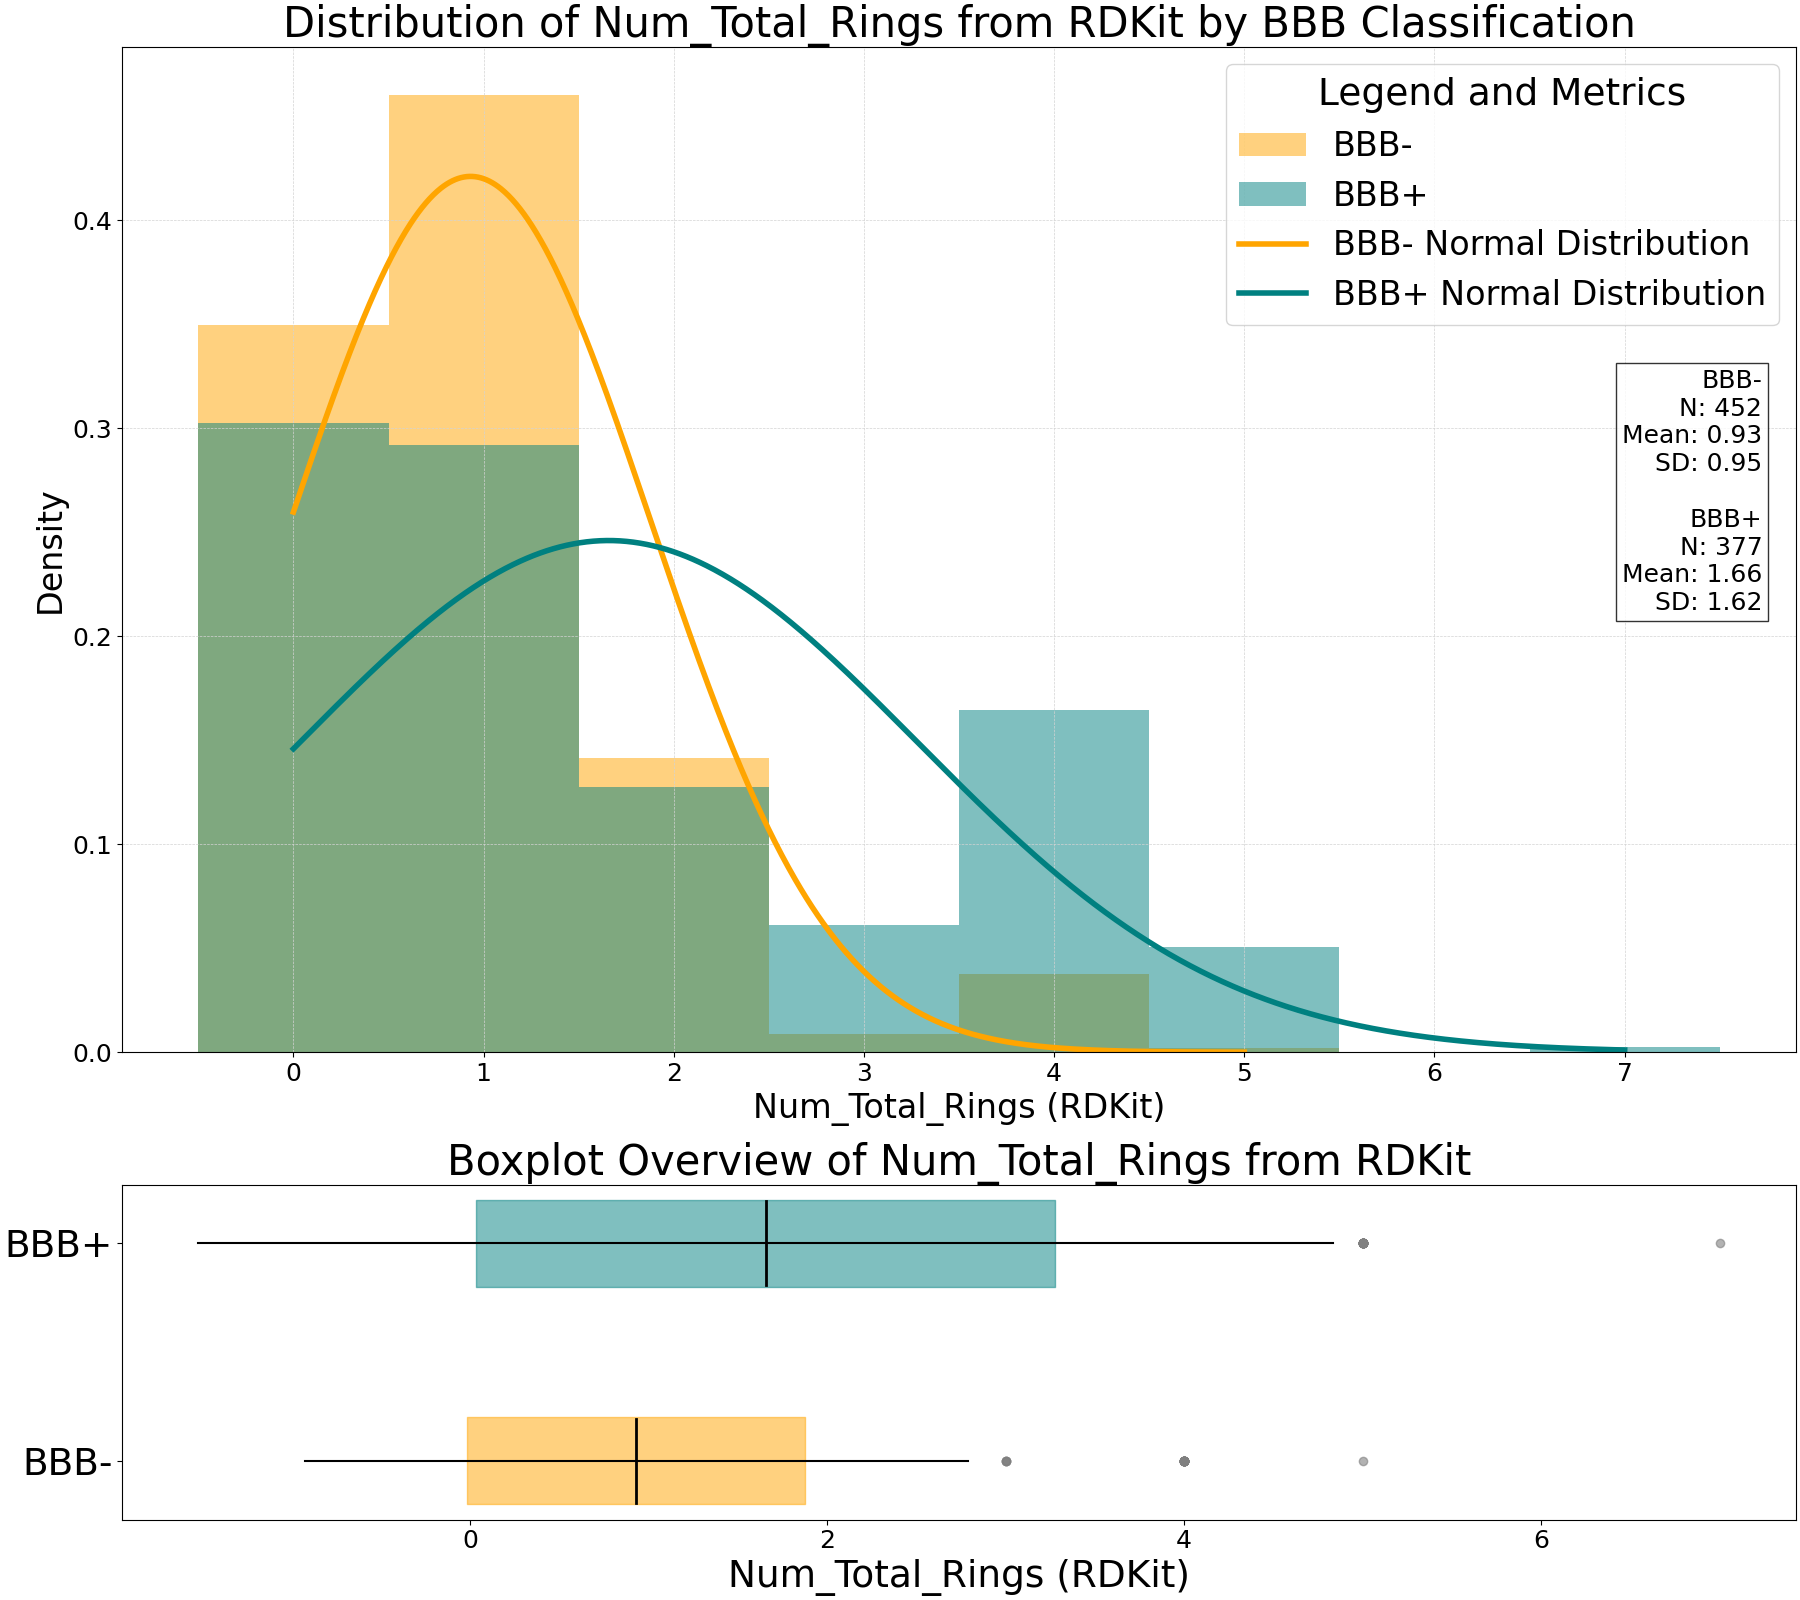 Distribution of Num_Total_Rings from RDKit by BBB Classification
Legend and Metrics
BBB-
BBB+
BBB- Normal Distribution
BBB+ Normal Distribution
BBB-
N: 452
Mean: 0.93
SD: 0.95
BBB+
N: 377
Mean: 1.66
SD: 1.62
Density
0.4
0.3
0.2
0.1
0.0
0 1 2 3 4 5 6 7
Num_Total_Rings (RDKit)
Boxplot Overview of Num_Total_Rings from RDKit
BBB+
BBB-
0 2 4 6
Num_Total_Rings (RDKit)